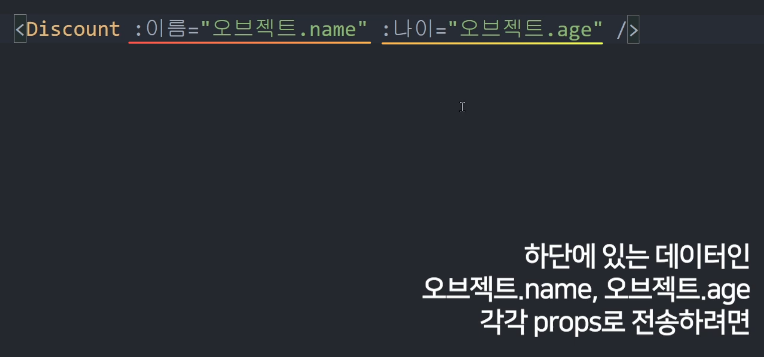 <Discount :이름="오브젝트.name" :나이="오브젝트.age" />
하단에 있는 데이터인
오브젝트.name, 오브젝트.age
각각 props로 전송하려면